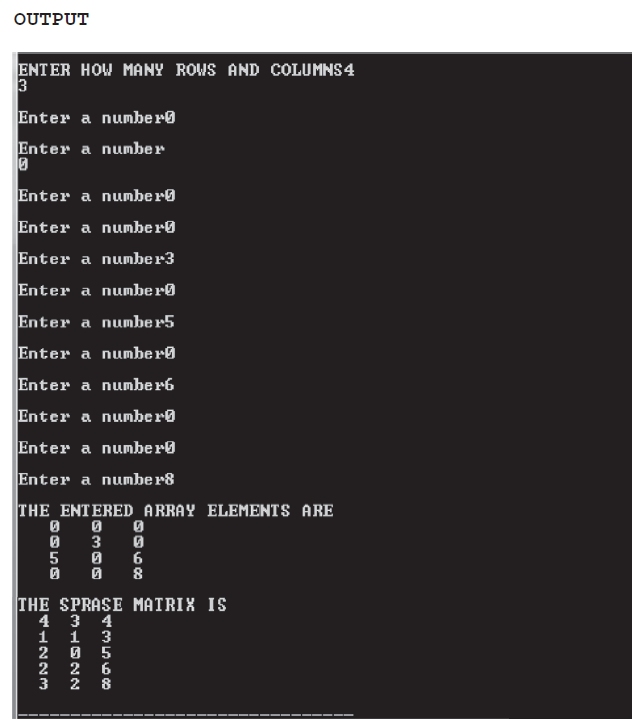 OUTPUT
ENTER HOW MANY ROWS AND COLUMNS4
3
Enter a number0
Enter a number
0
Enter a number0
Enter a number0
Enter a number3
Enter a number0
Enter a number5
Enter a number0
Enter a number6
Enter a number0
Enter a number0
Enter a number8
THE ENTERED ARRAY ELEMENTS ARE
0 0 0
0 3 0
5 0 6
0 0 8
THE SPRASE MATRIX IS
4 3 4
1 1 3
2 0 5
2 2 6
3 2 8
--------------------------------